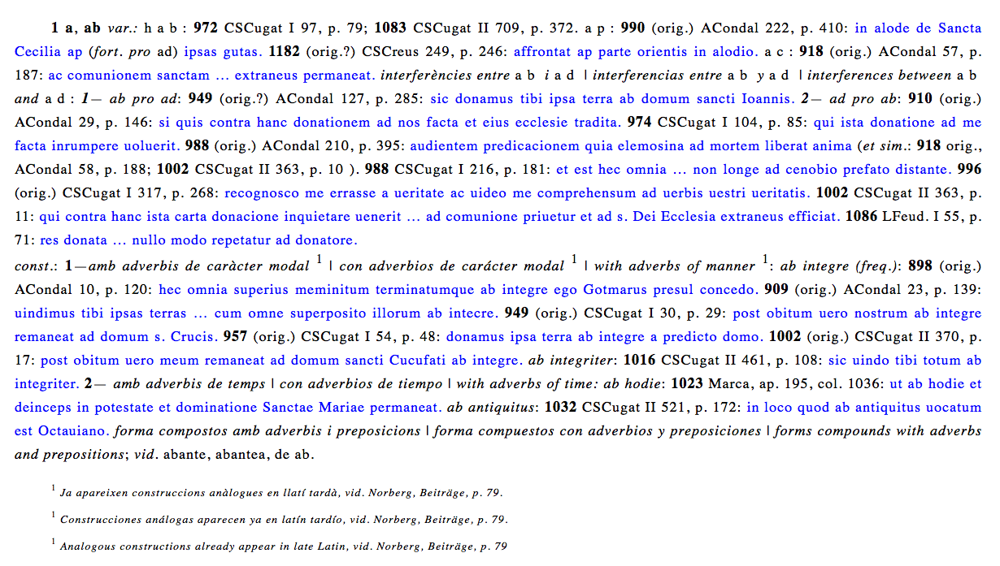 1 a, ab var.: h a b : 972 CSCugat I 97, p. 79; 1083 CSCugat II 709, p. 372. a p : 990 (orig.) ACondal 222, p. 410: in alode de Sancta
Cecilia ap (fort. pro ad) ipsas gutas. 1182 (orig.?) CSCreus 249, p. 246: affrontat ap parte orientis in alodio. a c : 918 (orig.) ACondal 57, p.
187: ac comunionem sanctam ... extraneus permaneat. interferències entre a b i a d | interferencias entre a b y a d | interferences between a b
and a d : 1— ab pro ad: 949 (orig.?) ACondal 127, p. 285: sic donamus tibi ipsa terra ab domum sancti Ioannis. 2— ad pro ab: 910 (orig.)
ACondal 29, p. 146: si quis contra hanc donationem ad nos facta et eius ecclesie tradita. 974 CSCugat I 104, p. 85: qui ista donatione ad me
facta inrumpere uoluerit. 988 (orig.) ACondal 210, p. 395: audientem predicacionem quia elemosina ad mortem liberat anima (et sim.: 918 orig.,
ACondal 58, p. 188; 1002 CSCugat II 363, p. 10 ). 988 CSCugat I 216, p. 181: et est hec omnia ... non longe ad cenobio prefato distante. 996
(orig.) CSCugat I 317, p. 268: recognosco me errasse a ueritate ac uideo me comprehensum ad uerbis uestri ueritatis. 1002 CSCugat II 363, p.
11: qui contra hanc ista carta donacione inquietare uenerit ... ad comunione priuetur et ad s. Dei Ecclesia extraneus efficiat. 1086 LFeud. I 55, p.
71: res donata ... nullo modo repetatur ad donatore.
const.: 1—amb adverbis de caràcter modal 1 | con adverbios de carácter modal 1 | with adverbs of manner 1: ab integre (freq.): 898 (orig.)
ACondal 10, p. 120: hec omnia superius meminitum terminatumque ab integre ego Gotmarus presul concedo. 909 (orig.) ACondal 23, p. 139:
uindimus tibi ipsas terras ... cum omne superposito illorum ab intecre. 949 (orig.) CSCugat I 30, p. 29: post obitum uero nostrum ab integre
remaneat ad domum s. Crucis. 957 (orig.) CSCugat I 54, p. 48: donamus ipsa terra ab integre a predicto domo. 1002 (orig.) CSCugat II 370, p.
17: post obitum uero meum remaneat ad domum sancti Cucufati ab integre. ab integriter: 1016 CSCugat II 461, p. 108: sic uindo tibi totum ab
integriter. 2— amb adverbis de temps | con adverbios de tiempo | with adverbs of time: ab hodie: 1023 Marca, ap. 195, col. 1036: ut ab hodie et
deinceps in potestate et dominatione Sanctae Mariae permaneat. ab antiquitus: 1032 CSCugat II 521, p. 172: in loco quod ab antiquitus uocatum
est Octauiano. forma compostos amb adverbis i preposicions | forma compuestos con adverbios y preposiciones | forms compounds with adverbs
and prepositions; vid. abante, abantea, de ab.
1 Ja apareixen construccions anàlogues en llatí tardà, vid. Norberg, Beiträge, p. 79.
1 Construcciones análogas aparecen ya en latín tardío, vid. Norberg, Beiträge, p. 79.
1 Analogous constructions already appear in late Latin, vid. Norberg, Beiträge, p. 79